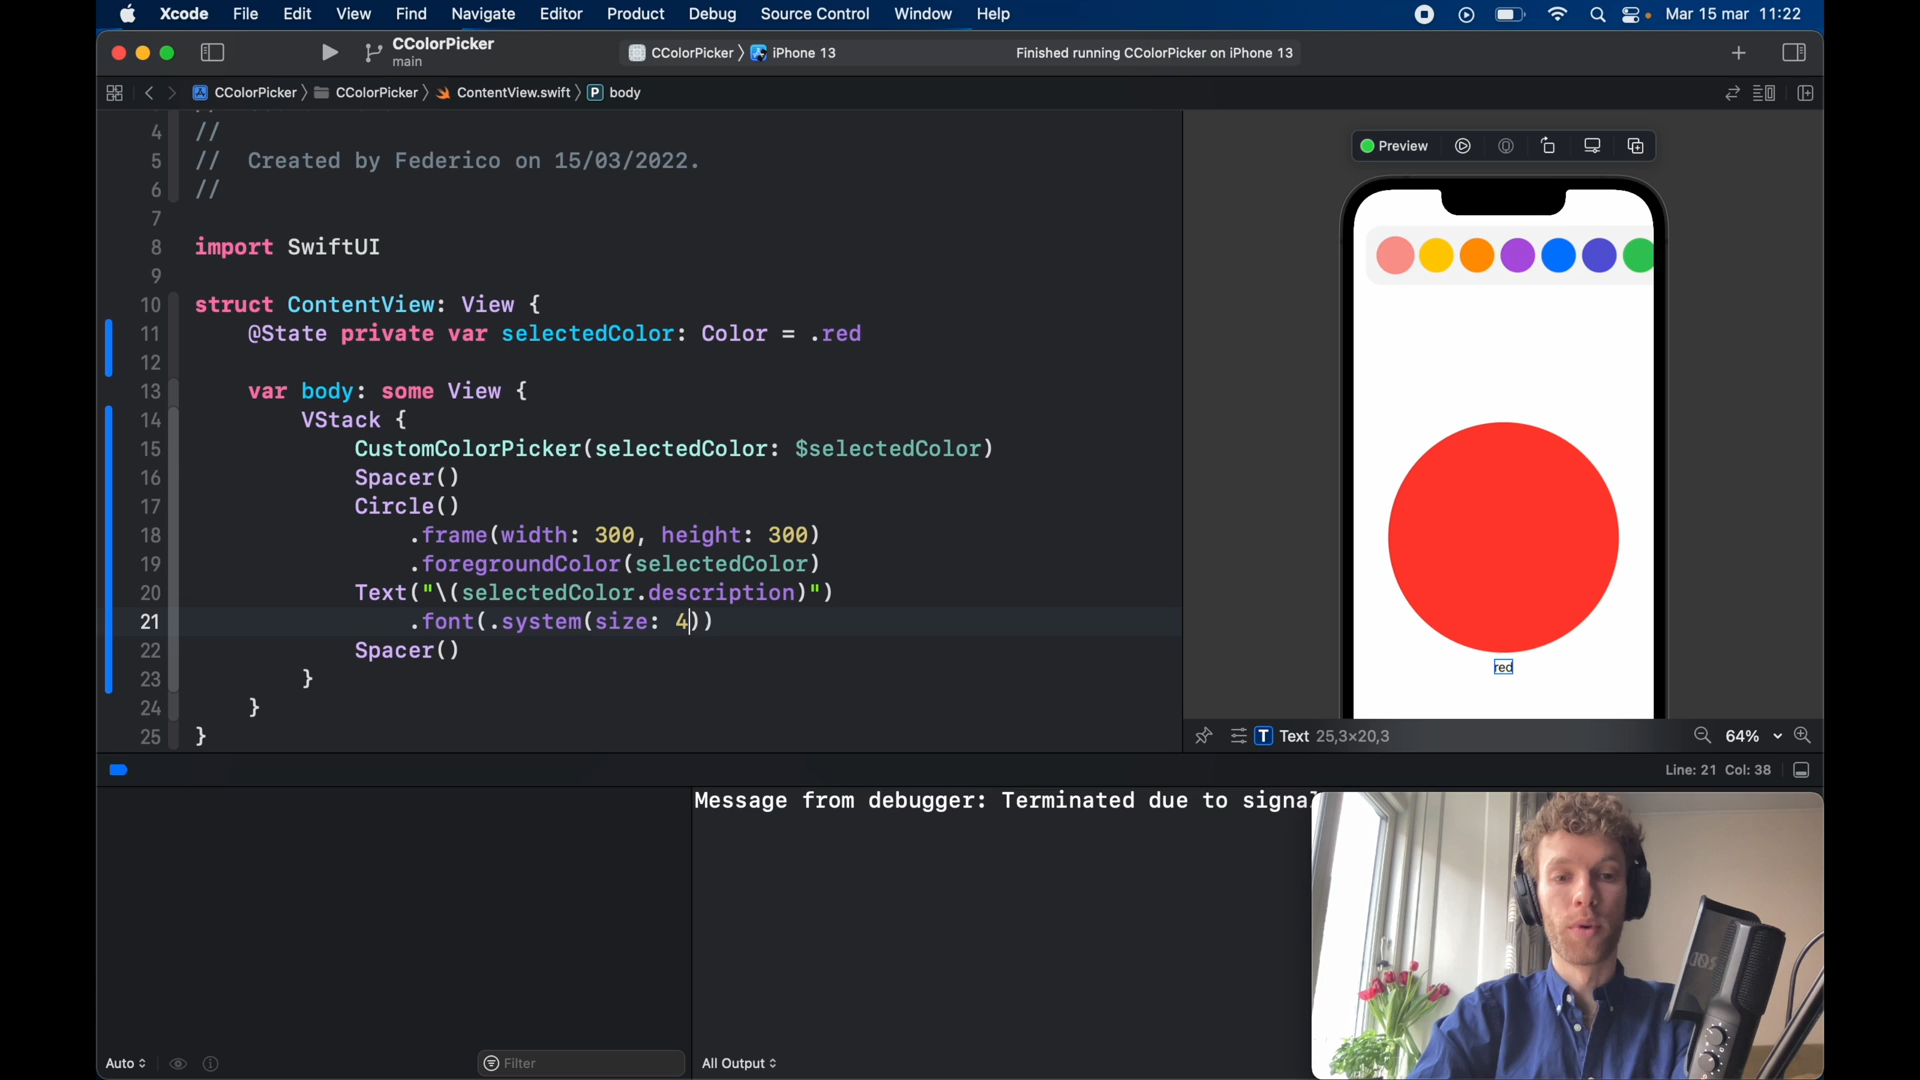 Xcode File Edit View Find Navigate Editor Product Debug Source Control Window Help Mar 15 mar 11:22
CColorPicker
main
CColorPicker 〉 iPhone 13
Finished running CColorPicker on iPhone 13
CColorPicker 〉 CColorPicker 〉 ContentView.swift 〉 P body
4 //
5 //  Created by Federico on 15/03/2022.
6 //
7
8 import SwiftUI
9
10 struct ContentView: View {
11     @State private var selectedColor: Color = .red
12
13     var body: some View {
14         VStack {
15             CustomColorPicker(selectedColor: $selectedColor)
16             Spacer()
17             Circle()
18                 .frame(width: 300, height: 300)
19                 .foregroundColor(selectedColor)
20             Text("\(selectedColor.description)")
21                 .font(.system(size: 4))
22             Spacer()
23         }
24     }
25 }
Preview
red
T Text 25,3×20,3
64%
Line: 21 Col: 38
Message from debugger: Terminated due to signal
Auto
Filter
All Output